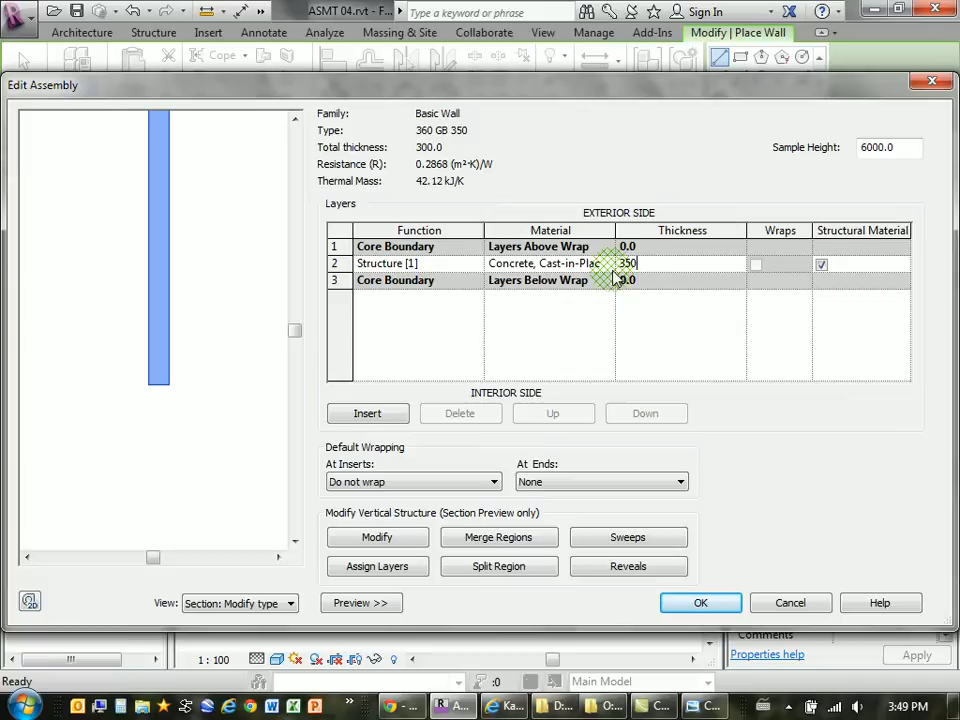 ASMT 04.rvt - F...
Type a keyword or phrase
Sign In
Architecture
Structure
Insert
Annotate
Analyze
Massing & Site
Collaborate
View
Manage
Add-Ins
Modify | Place Wall
Cope
Edit Assembly
Family:
Basic Wall
Type:
360 GB 350
Total thickness:
300.0
Resistance (R):
0.2868 (m²·K)/W
Thermal Mass:
42.12 kJ/K
Sample Height:
6000.0
Layers
EXTERIOR SIDE
Function
Material
Thickness
Wraps
Structural Material
1
Core Boundary
Layers Above Wrap
0.0
2
Structure [1]
Concrete, Cast-in-Plac
350
3
Core Boundary
Layers Below Wrap
0.0
INTERIOR SIDE
Insert
Delete
Up
Down
Default Wrapping
At Inserts:
At Ends:
Do not wrap
None
Modify Vertical Structure (Section Preview only)
Modify
Merge Regions
Sweeps
Assign Layers
Split Region
Reveals
View:
Section: Modify type
Preview >>
OK
Cancel
Help
Comments
Properties help
Apply
1 : 100
Ready
:0
Main Model
- ...
A...
Ka...
D:...
O:...
C...
C...
3:49 PM